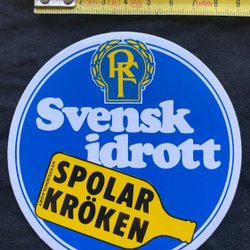 RF
Svensk
idrott
SPOLAR
KRÖKEN